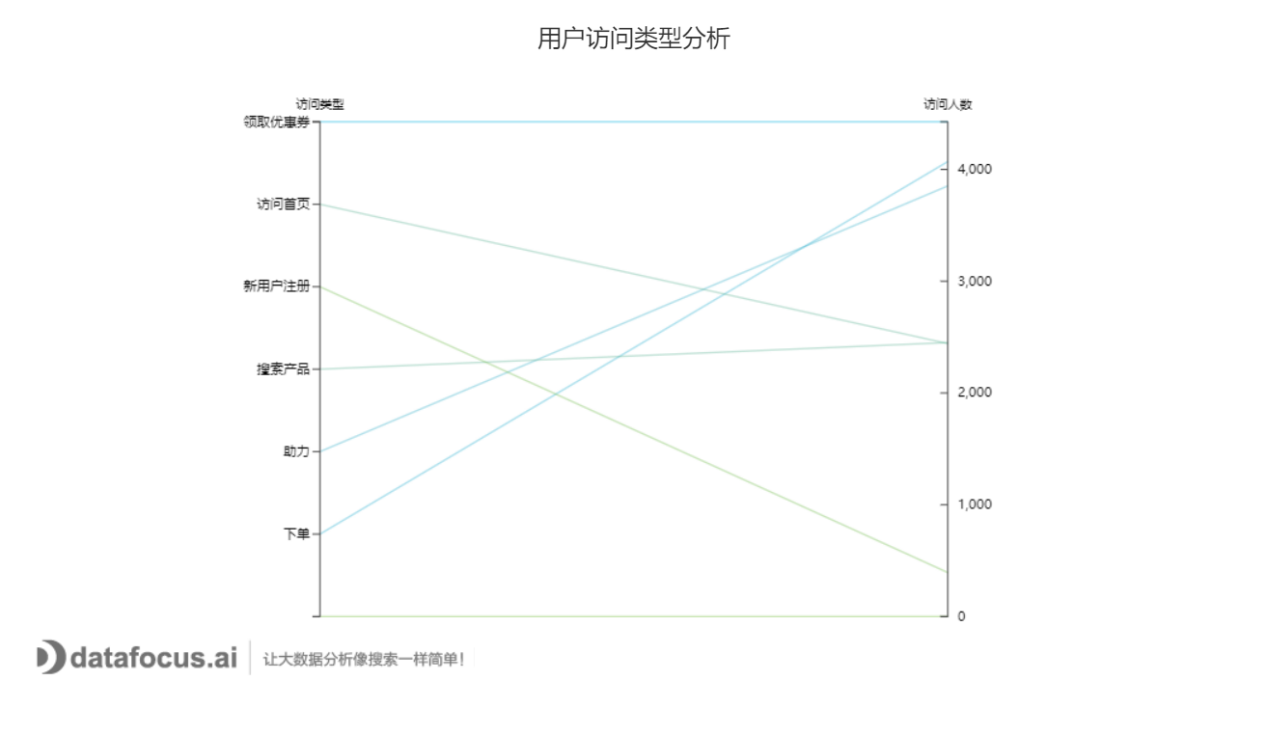 用户访问类型分析
访问类型
访问人数
领取优惠券
访问首页
新用户注册
搜索产品
助力
下单
4,000
3,000
2,000
1,000
0
datafocus.ai
让大数据分析像搜索一样简单!